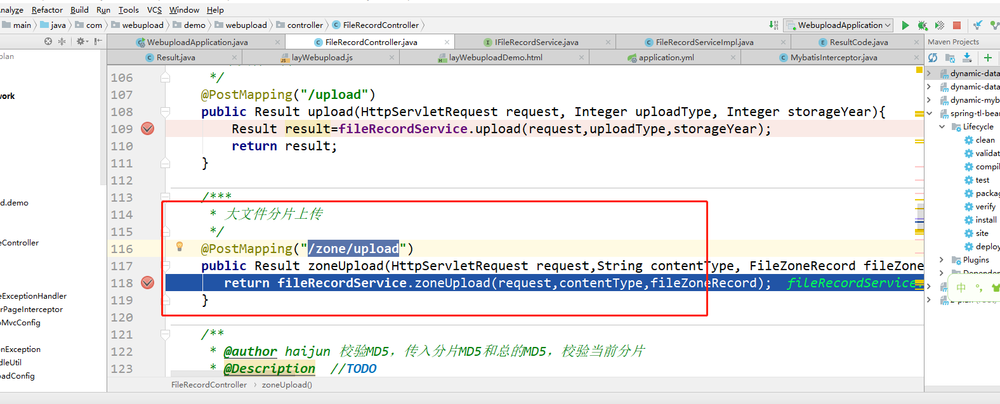 nalyze Refactor Build Run Tools VCS Window Help
main java com webupload demo webupload controller FileRecordController WebuploadApplication
WebuploadApplication.java FileRecordController.java IFileRecordService.java FileRecordServiceImpl.java ResultCode.java Maven Projects
Result.java layWebupload.js layWebuploadDemo.html application.yml MybatisInterceptor.java
plan
work
d.demo
eController
eExceptionHandler
rPageInterceptor
oMvcConfig
nException
dleUtil
oadConfig
106 */
107 @PostMapping("/upload")
108 public Result upload(HttpServletRequest request, Integer uploadType, Integer storageYear){
109 Result result=fileRecordService.upload(request,uploadType,storageYear);
110 return result;
111 }
112
113 /***
114 * 大文件分片上传
115 */
116 @PostMapping("/zone/upload")
117 public Result zoneUpload(HttpServletRequest request,String contentType, FileZoneRecord fileZone
118 return fileRecordService.zoneUpload(request,contentType,fileZoneRecord); fileRecordService.
119 }
120
121 /**
122 * @author haijun 校验MD5，传入分片MD5和总的MD5，校验当前分片
123 * @Description //TODO
FileRecordController zoneUpload()
dynamic-data
dynamic-data
dynamic-myb
spring-tl-bear
Lifecycle
clean
validat
compil
test
packag
verify
install
site
deploy
Plugins
中